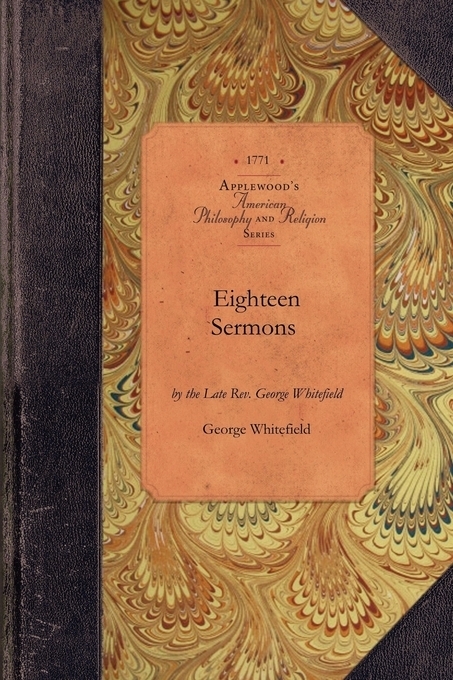 • 1771 •
APPLEWOOD'S
American
Philosophy AND Religion
SERIES
Eighteen
Sermons
by the Late Rev. George Whitefield
George Whitefield